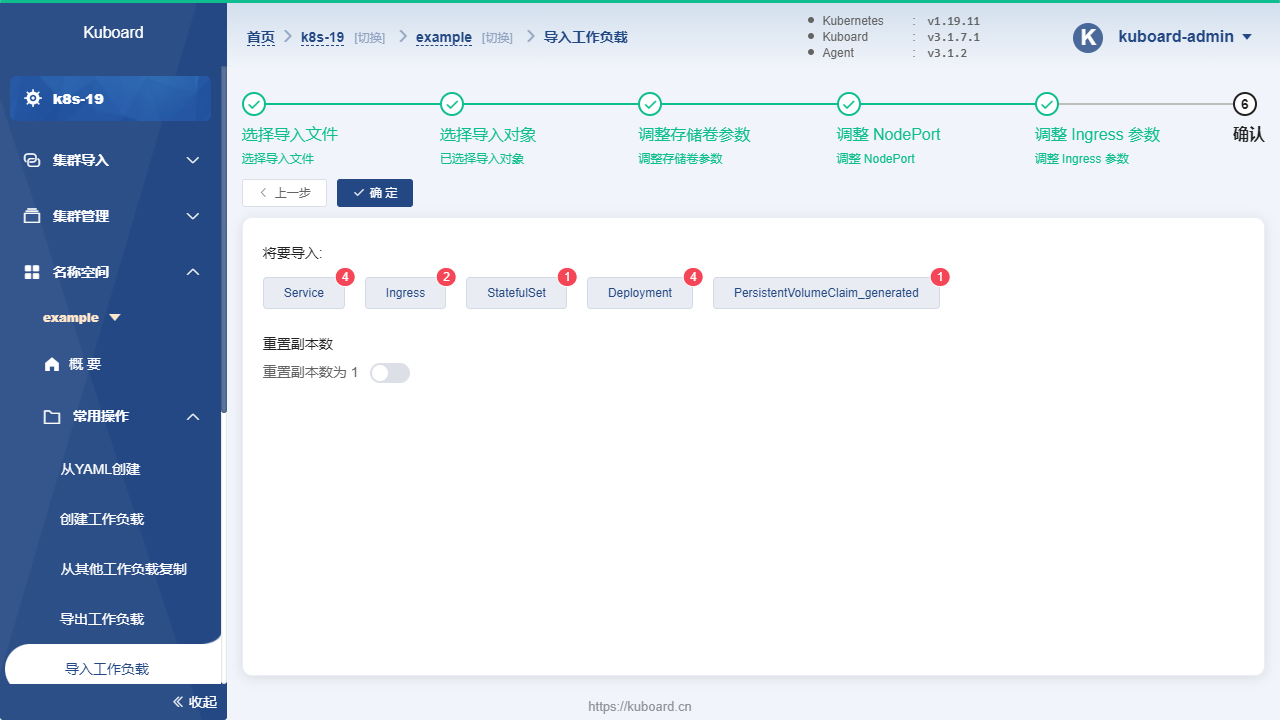 Kuboard
首页 k8s-19 [切换] example [切换] 导入工作负载
Kubernetes : v1.19.11
Kuboard : v3.1.7.1
Agent : v3.1.2
K kuboard-admin
k8s-19
集群导入
集群管理
名称空间
example
概 要
常用操作
从YAML创建
创建工作负载
从其他工作负载复制
导出工作负载
导入工作负载
收起
6
选择导入文件 选择导入对象 调整存储卷参数 调整 NodePort 调整 Ingress 参数 确认
选择导入文件 已选择导入对象 调整存储卷参数 调整 NodePort 调整 Ingress 参数
上一步 确 定
将要导入:
4 2 1 4 1
Service Ingress StatefulSet Deployment PersistentVolumeClaim_generated
重置副本数
重置副本数为 1
https://kuboard.cn